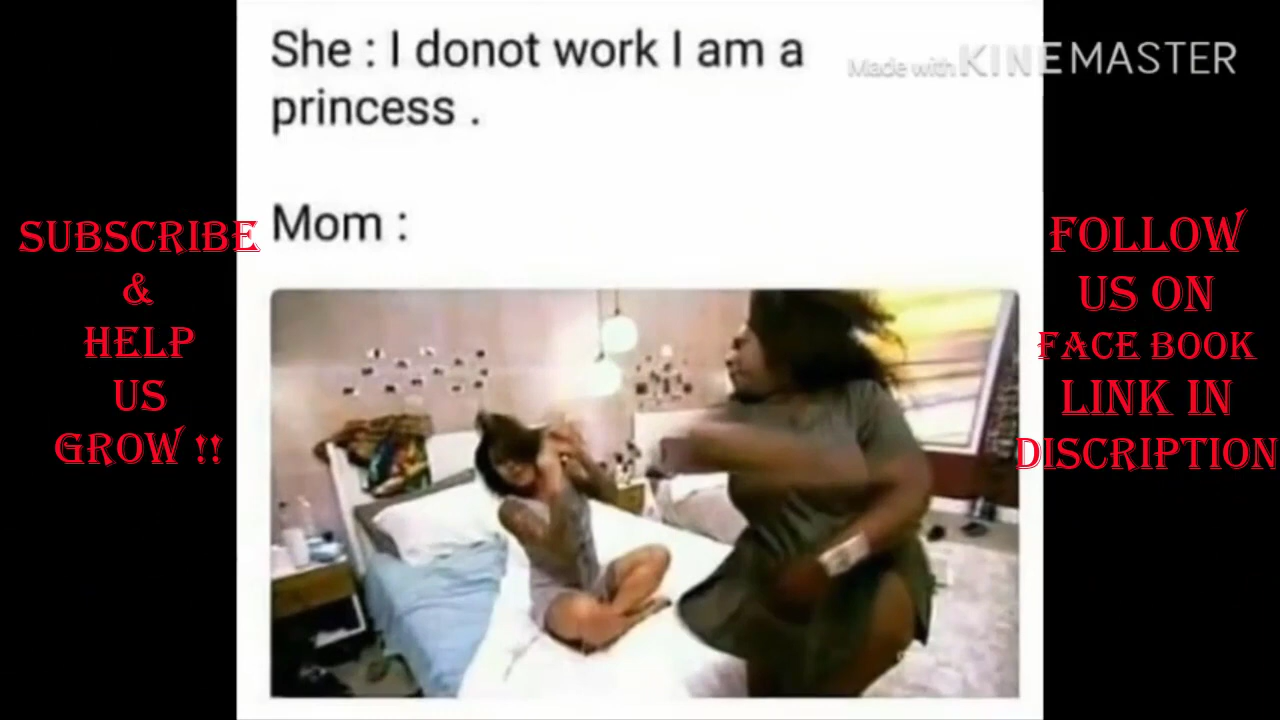 She : I donot work I am a
princess .
Mom :
Made with KINEMASTER
SUBSCRIBE
&
HELP
US
GROW !!
FOLLOW
US ON
FACE BOOK
LINK IN
DISCRIPTION